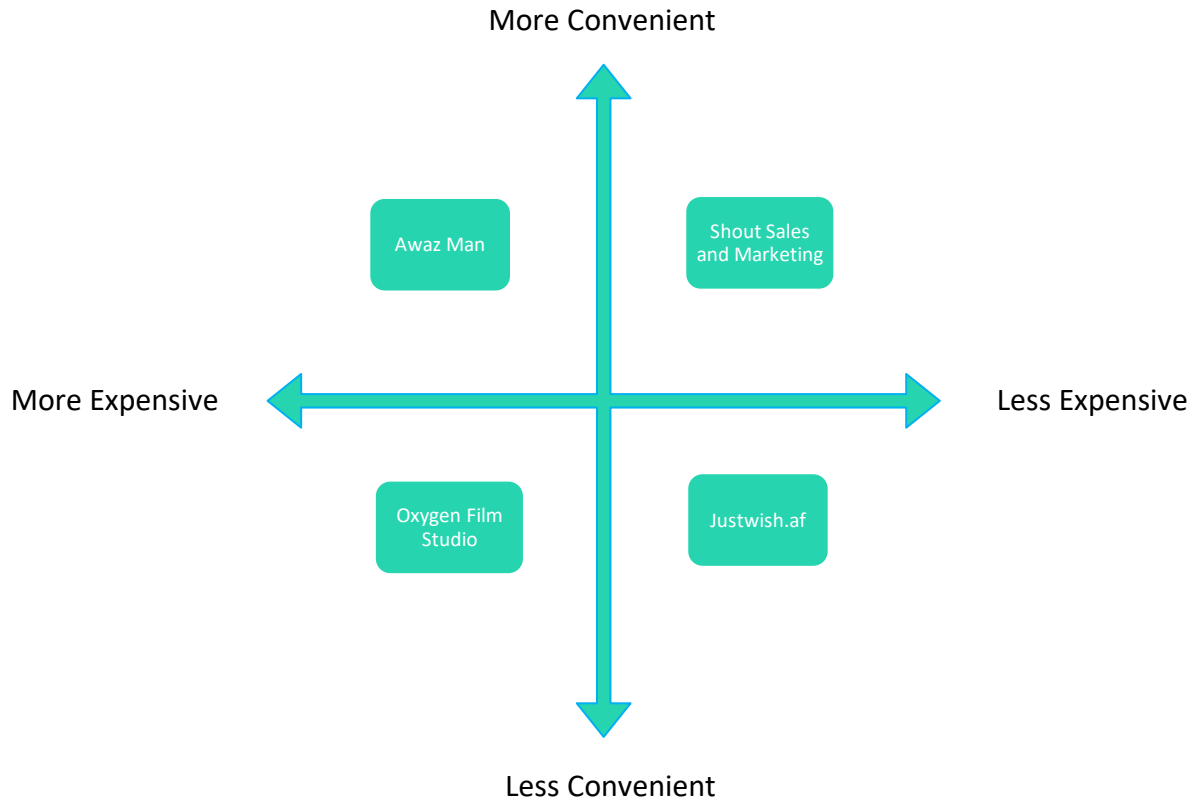 More Convenient
Awaz Man
Shout Sales
and Marketing
More Expensive
Less Expensive
Oxygen Film
Studio
Justwish.af
Less Convenient